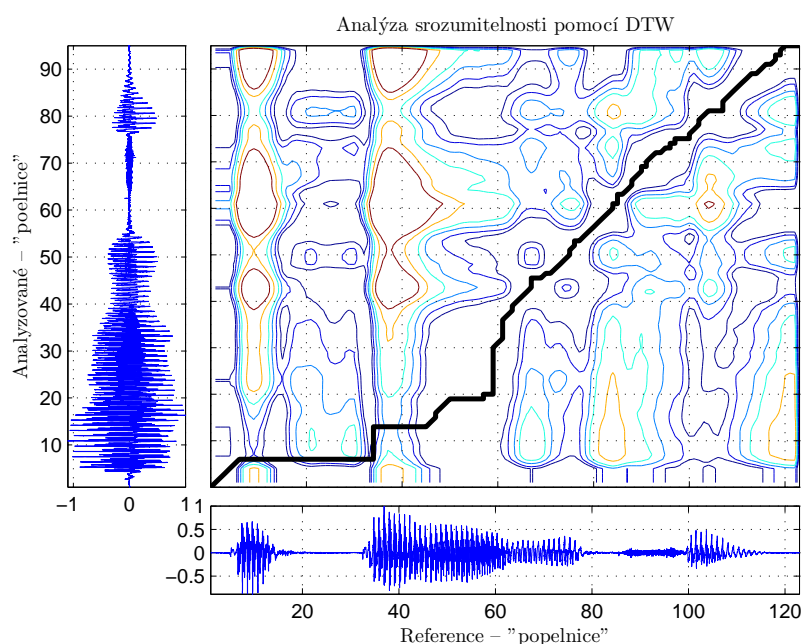 Analýza srozumitelnosti pomocí DTW
Analyzované – "poelnice"
90
80
70
60
50
40
30
20
10
−1 0 1
1
0.5
0
−0.5
20 40 60 80 100 120
Reference – "popelnice"